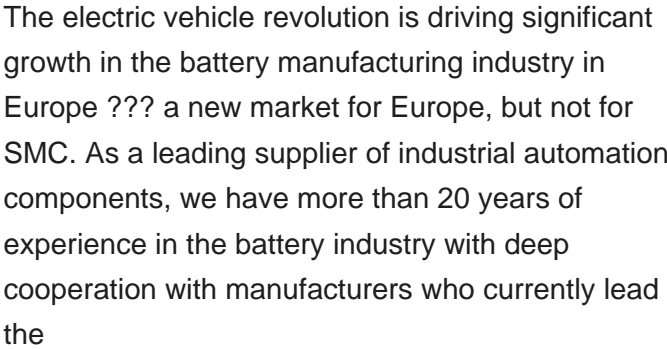 The electric vehicle revolution is driving significant
growth in the battery manufacturing industry in
Europe ??? a new market for Europe, but not for
SMC. As a leading supplier of industrial automation
components, we have more than 20 years of
experience in the battery industry with deep
cooperation with manufacturers who currently lead
the